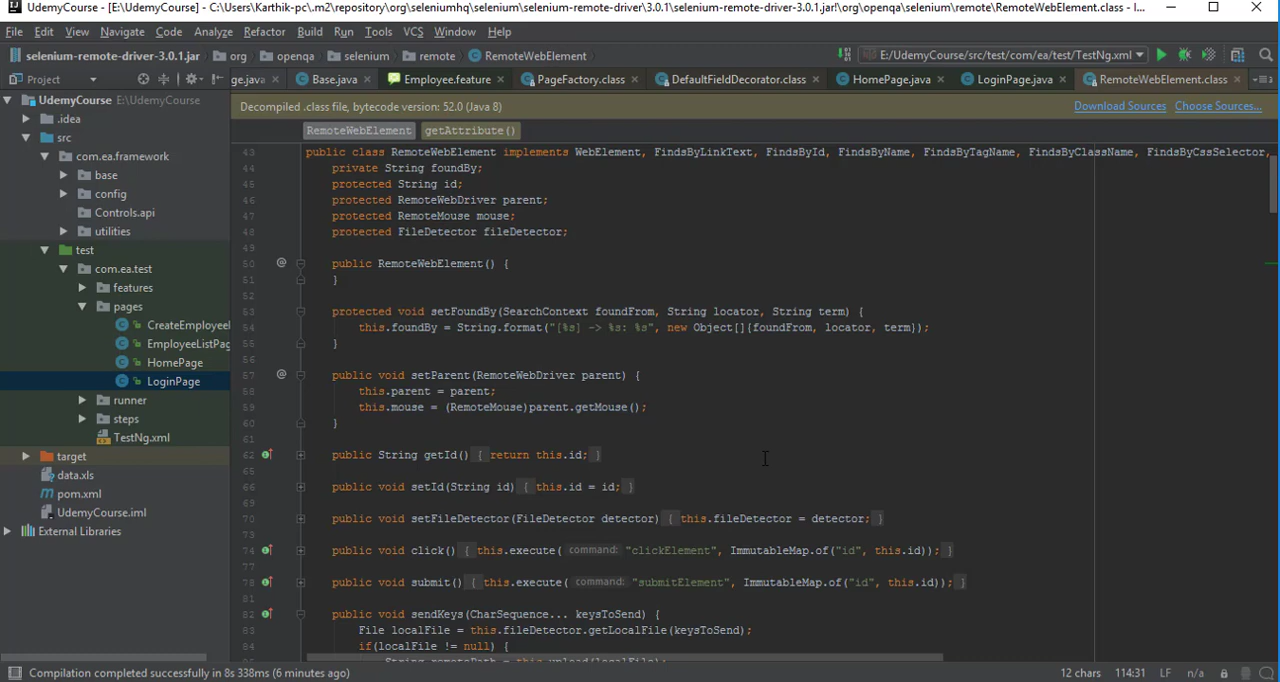 UdemyCourse - [E:\UdemyCourse] - C:\Users\Karthik-pc\.m2\repository\org\seleniumhq\selenium\selenium-remote-driver\3.0.1\selenium-remote-driver-3.0.1.jar!\org\openqa\selenium\remote\RemoteWebElement.class - I...
File Edit View Navigate Code Analyze Refactor Build Run Tools VCS Window Help
selenium-remote-driver-3.0.1.jar org openqa selenium remote RemoteWebElement E:/UdemyCourse/src/test/com/ea/test/TestNg.xml
Project ge.java Base.java Employee.feature PageFactory.class DefaultFieldDecorator.class HomePage.java LoginPage.java RemoteWebElement.class
UdemyCourse E:\UdemyCourse
.idea
src
com.ea.framework
base
config
Controls.api
utilities
test
com.ea.test
features
pages
CreateEmployee
EmployeeListPag
HomePage
LoginPage
runner
steps
TestNg.xml
target
data.xls
pom.xml
UdemyCourse.iml
External Libraries
Decompiled .class file, bytecode version: 52.0 (Java 8) Download Sources Choose Sources...
RemoteWebElement getAttribute()
43 public class RemoteWebElement implements WebElement, FindsByLinkText, FindsById, FindsByName, FindsByTagName, FindsByClassName, FindsByCssSelector,
44 private String foundBy;
45 protected String id;
46 protected RemoteWebDriver parent;
47 protected RemoteMouse mouse;
48 protected FileDetector fileDetector;
49
50 @ public RemoteWebElement() {
51 }
52
53 protected void setFoundBy(SearchContext foundFrom, String locator, String term) {
54 this.foundBy = String.format("[%s] -> %s: %s", new Object[]{foundFrom, locator, term});
55 }
56
57 @ public void setParent(RemoteWebDriver parent) {
58 this.parent = parent;
59 this.mouse = (RemoteMouse)parent.getMouse();
60 }
61
62 public String getId() { return this.id; }
65
66 public void setId(String id) { this.id = id; }
69
70 public void setFileDetector(FileDetector detector) { this.fileDetector = detector; }
73
74 public void click() { this.execute( command: "clickElement", ImmutableMap.of("id", this.id)); }
77
78 public void submit() { this.execute( command: "submitElement", ImmutableMap.of("id", this.id)); }
81
82 public void sendKeys(CharSequence... keysToSend) {
83 File localFile = this.fileDetector.getLocalFile(keysToSend);
84 if(localFile != null) {
String remotePath = this.upload(localFile);
Compilation completed successfully in 8s 338ms (6 minutes ago) 12 chars 114:31 LF n/a